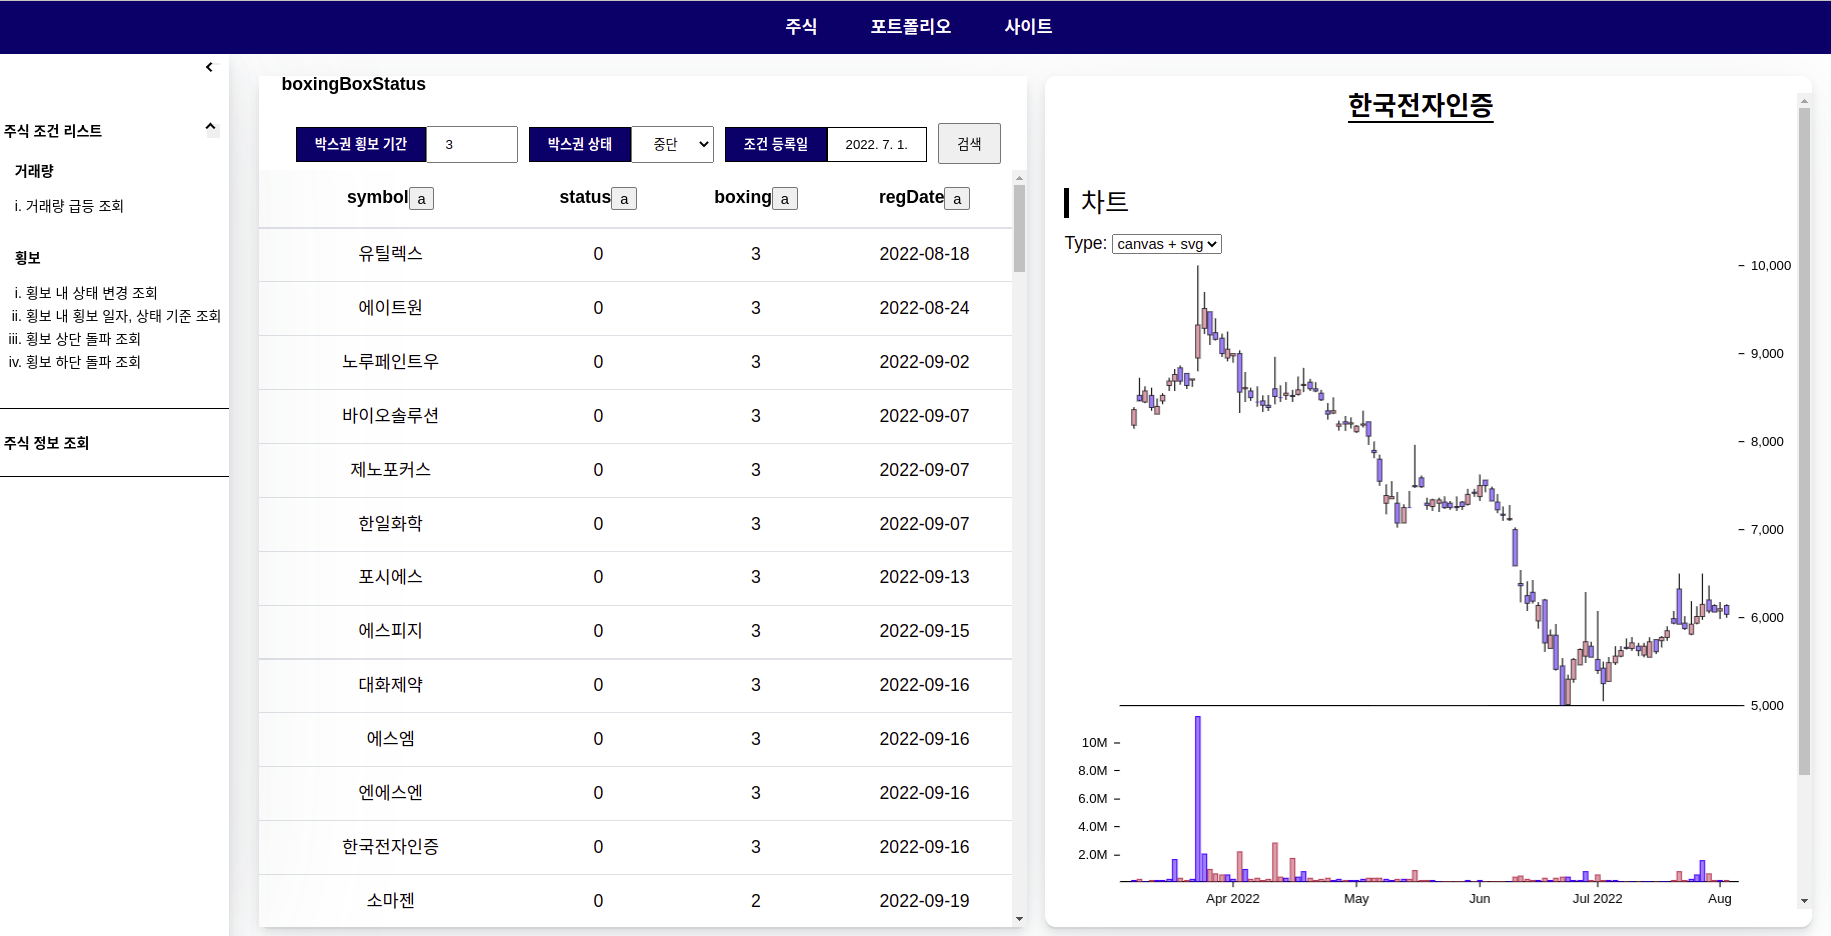 주식 포트폴리오 사이트
주식 조건 리스트
거래량
i. 거래량 급등 조회
횡보
i. 횡보 내 상태 변경 조회
ii. 횡보 내 횡보 일자, 상태 기준 조회
iii. 횡보 상단 돌파 조회
iv. 횡보 하단 돌파 조회
주식 정보 조회
boxingBoxStatus
박스권 횡보 기간 3 박스권 상태 중단 조건 등록일 2022. 7. 1. 검색
symbol a status a boxing a regDate a
유틸렉스 0 3 2022-08-18
에이트원 0 3 2022-08-24
노루페인트우 0 3 2022-09-02
바이오솔루션 0 3 2022-09-07
제노포커스 0 3 2022-09-07
한일화학 0 3 2022-09-07
포시에스 0 3 2022-09-13
에스피지 0 3 2022-09-15
대화제약 0 3 2022-09-16
에스엠 0 3 2022-09-16
엔에스엔 0 3 2022-09-16
한국전자인증 0 3 2022-09-16
소마젠 0 2 2022-09-19
한국전자인증
차트
Type: canvas + svg
10,000
9,000
8,000
7,000
6,000
5,000
10M
8.0M
6.0M
4.0M
2.0M
Apr 2022 May Jun Jul 2022 Aug